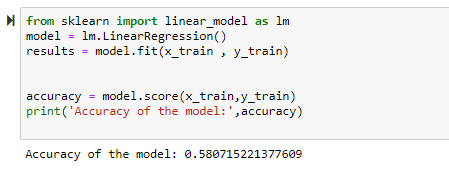 from sklearn import linear_model as lm
model = lm.LinearRegression()
results = model.fit(x_train , y_train)
accuracy = model.score(x_train,y_train)
print('Accuracy of the model:',accuracy)
Accuracy of the model: 0.580715221377609